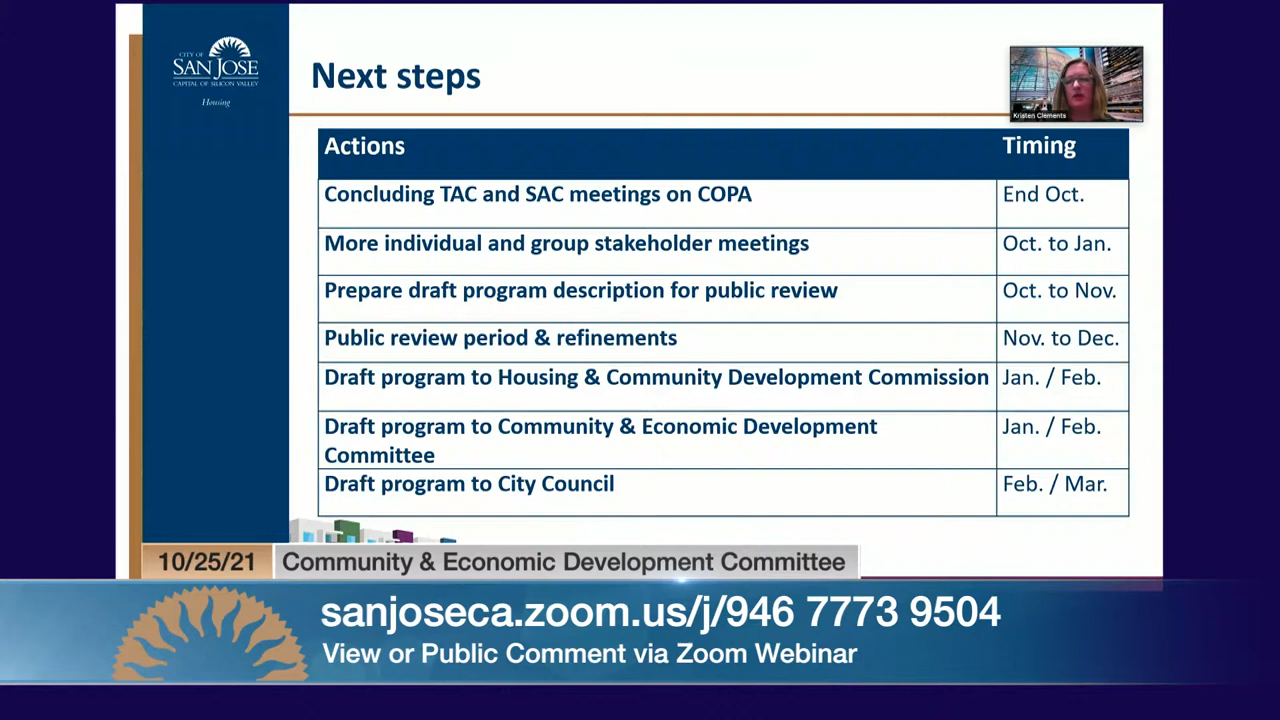 CITY OF
SAN JOSE
CAPITAL OF SILICON VALLEY
Housing
Next steps
Kristen Clements
Actions Timing
Concluding TAC and SAC meetings on COPA End Oct.
More individual and group stakeholder meetings Oct. to Jan.
Prepare draft program description for public review Oct. to Nov.
Public review period & refinements Nov. to Dec.
Draft program to Housing & Community Development Commission Jan. / Feb.
Draft program to Community & Economic Development Jan. / Feb.
Committee
Draft program to City Council Feb. / Mar.
10/25/21 Community & Economic Development Committee
sanjoseca.zoom.us/j/946 7773 9504
View or Public Comment via Zoom Webinar